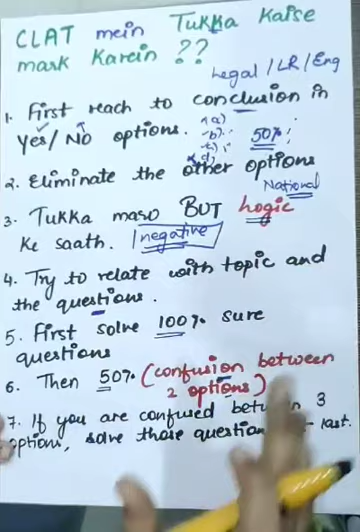 CLAT mein Tukka Kaise
mark Karein ??
Legal / LR / Eng
1. First reach to conclusion in
Yes/ No options.
a)
b)
c)
d)
50%
2. Eliminate the other options
National
3. Tukka maro BUT logic
ke saath. negative
4. Try to relate with topic and
the questions.
5. First solve 100% sure
questions
6. Then 50% (confusion between
2 options)
7. If you are confused between 3
options, solve those question last.